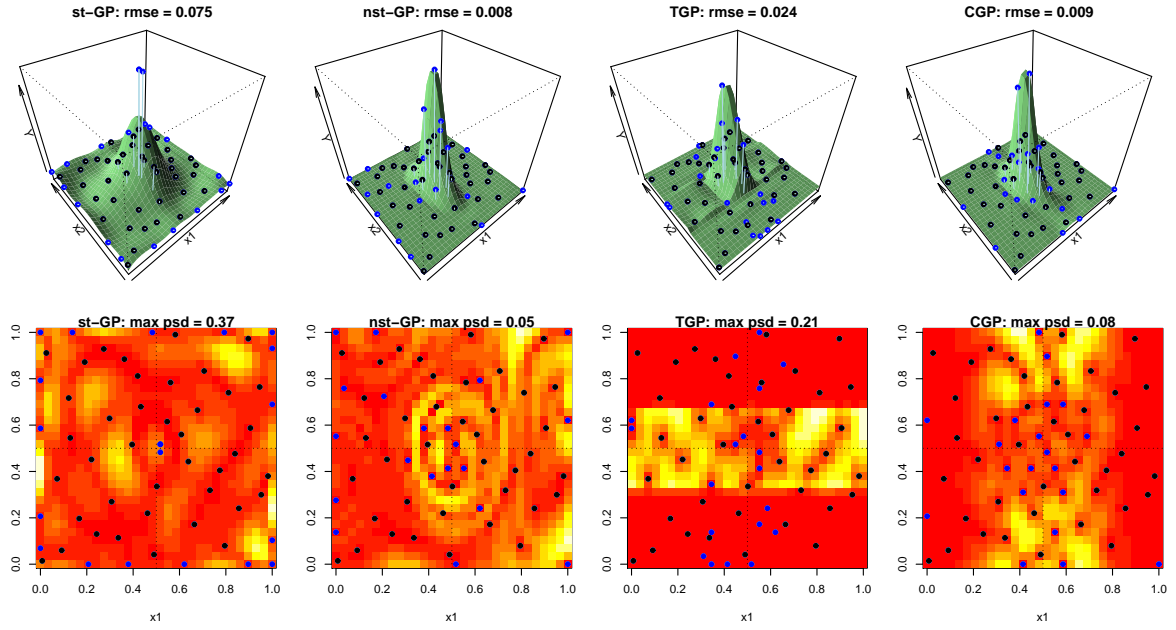 st−GP: rmse = 0.075
nst−GP: rmse = 0.008
TGP: rmse = 0.024
CGP: rmse = 0.009
Y
X2
x1
Y
X2
x1
Y
X2
x1
Y
X2
x1
st−GP: max psd = 0.37
nst−GP: max psd = 0.05
TGP: max psd = 0.21
CGP: max psd = 0.08
1.0
0.8
0.6
0.4
0.2
0.0
1.0
0.8
0.6
0.4
0.2
0.0
1.0
0.8
0.6
0.4
0.2
0.0
1.0
0.8
0.6
0.4
0.2
0.0
0.0 0.2 0.4 0.6 0.8 1.0
0.0 0.2 0.4 0.6 0.8 1.0
0.0 0.2 0.4 0.6 0.8 1.0
0.0 0.2 0.4 0.6 0.8 1.0
x1
x1
x1
x1